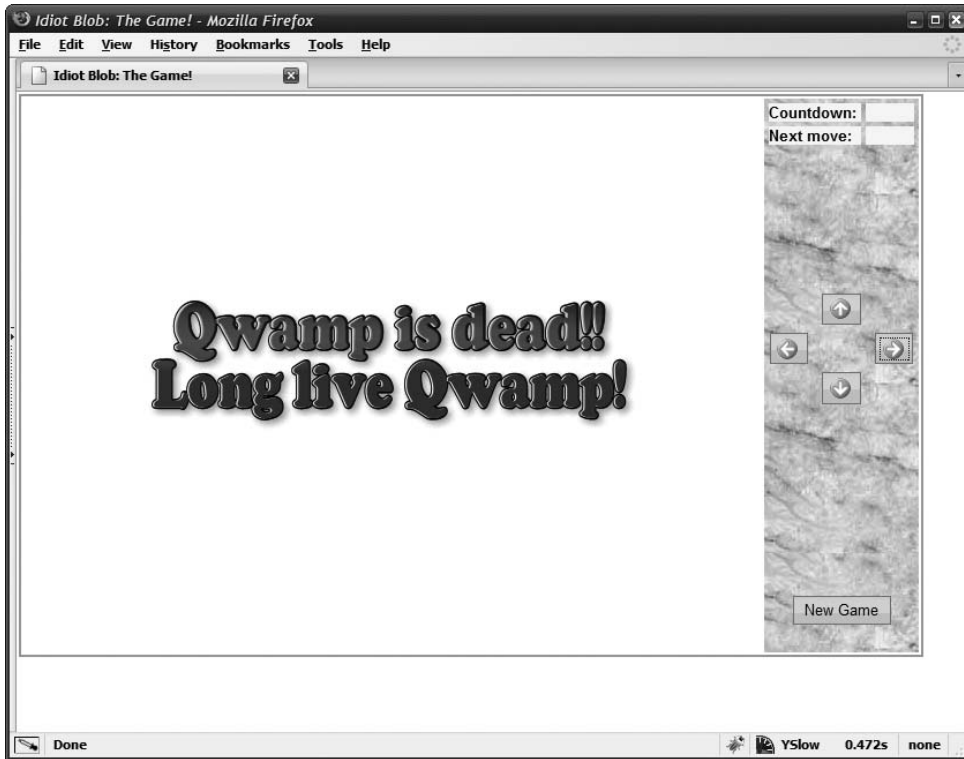 Idiot Blob: The Game! - Mozilla Firefox
File Edit View History Bookmarks Tools Help
Idiot Blob: The Game!
Countdown:
Next move:
Qwamp is dead!!
Long live Qwamp!
New Game
Done YSlow 0.472s none